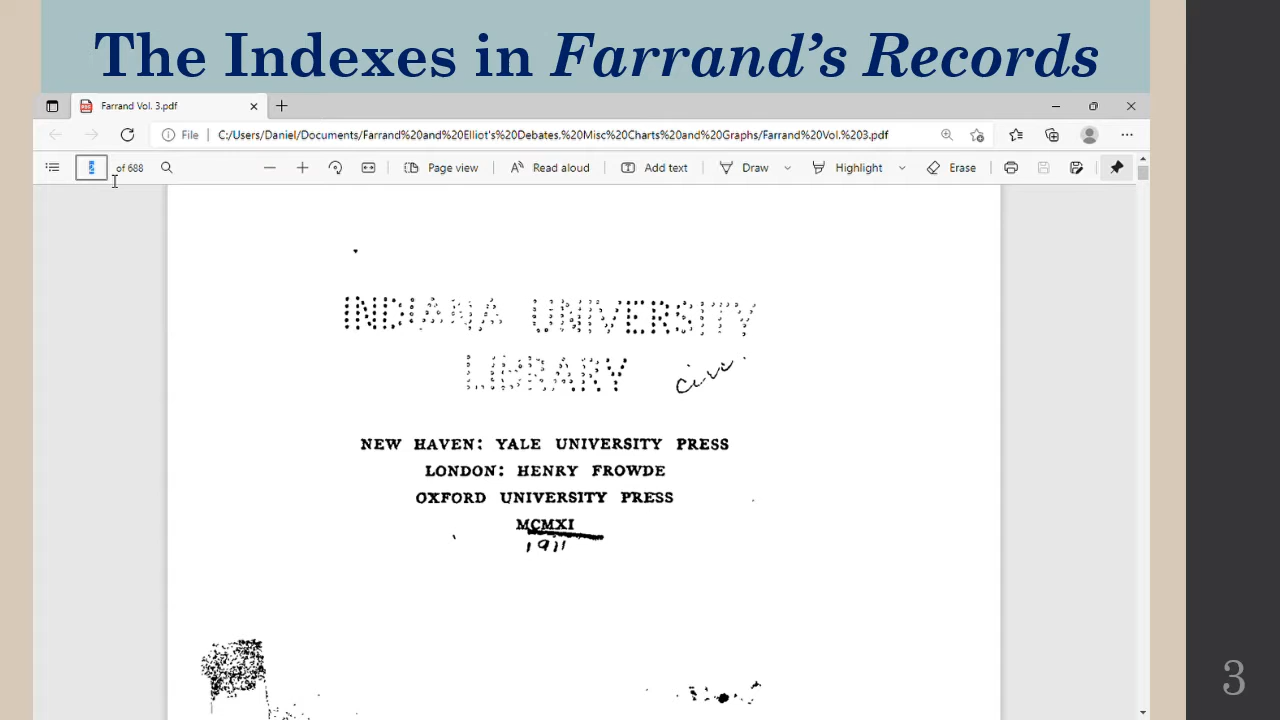 The Indexes in Farrand's Records
Farrand Vol. 3.pdf
File C:/Users/Daniel/Documents/Farrand%20and%20Elliot's%20Debates,%20Misc%20Charts%20and%20Graphs/Farrand%20Vol.%203.pdf
of 688 Page view Read aloud Add text Draw Highlight Erase
INDIANA UNIVERSITY
LIBRARY circ.
NEW HAVEN: YALE UNIVERSITY PRESS
LONDON: HENRY FROWDE
OXFORD UNIVERSITY PRESS
MCMXI
1911
3